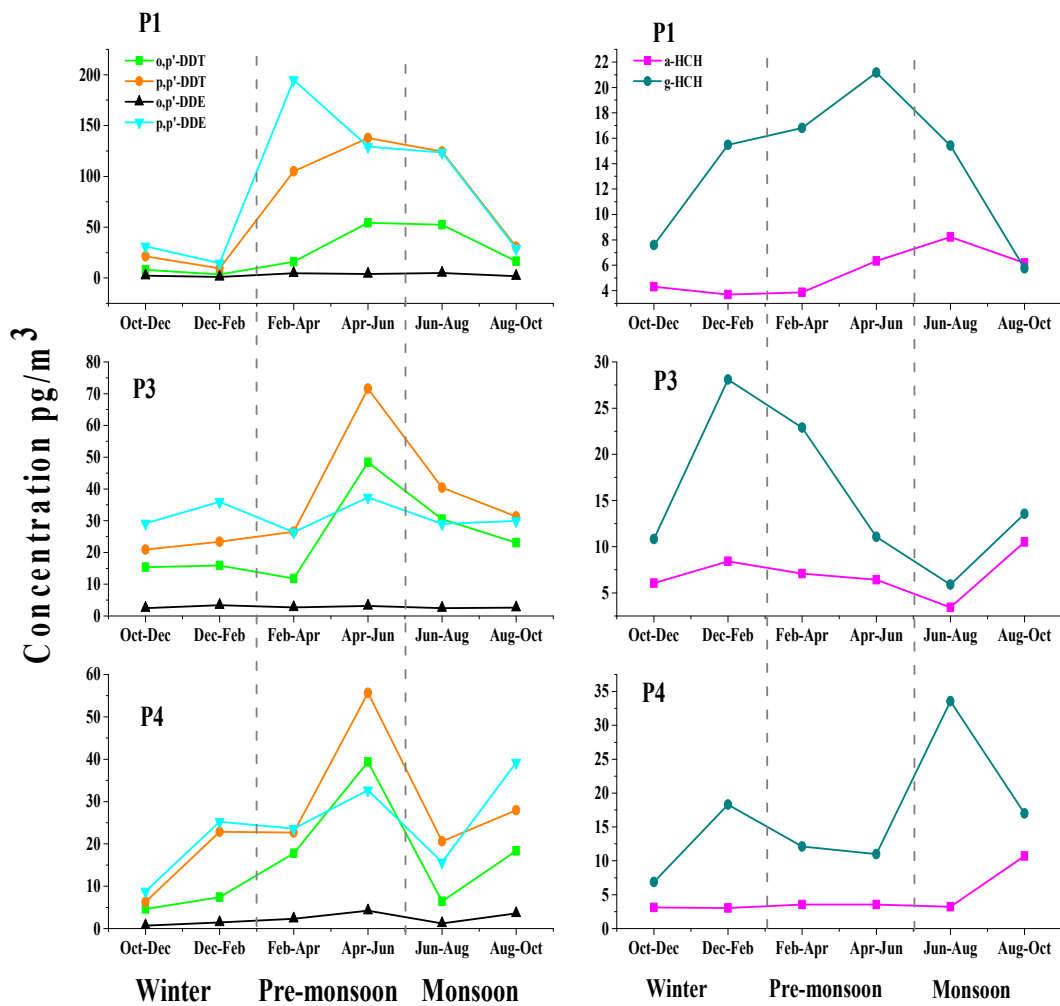 P1
o,p'-DDT
p,p'-DDT
o,p'-DDE
p,p'-DDE
200
150
100
50
0
Oct-Dec Dec-Feb Feb-Apr Apr-Jun Jun-Aug Aug-Oct
P1
a-HCH
g-HCH
22
20
18
16
14
12
10
8
6
4
Oct-Dec Dec-Feb Feb-Apr Apr-Jun Jun-Aug Aug-Oct
Concentration pg/m³
P3
80
70
60
50
40
30
20
10
0
Oct-Dec Dec-Feb Feb-Apr Apr-Jun Jun-Aug Aug-Oct
P3
30
25
20
15
10
5
Oct-Dec Dec-Feb Feb-Apr Apr-Jun Jun-Aug Aug-Oct
P4
60
50
40
30
20
10
0
Oct-Dec Dec-Feb Feb-Apr Apr-Jun Jun-Aug Aug-Oct
Winter Pre-monsoon Monsoon
P4
35
30
25
20
15
10
5
0
Oct-Dec Dec-Feb Feb-Apr Apr-Jun Jun-Aug Aug-Oct
Winter Pre-monsoon Monsoon